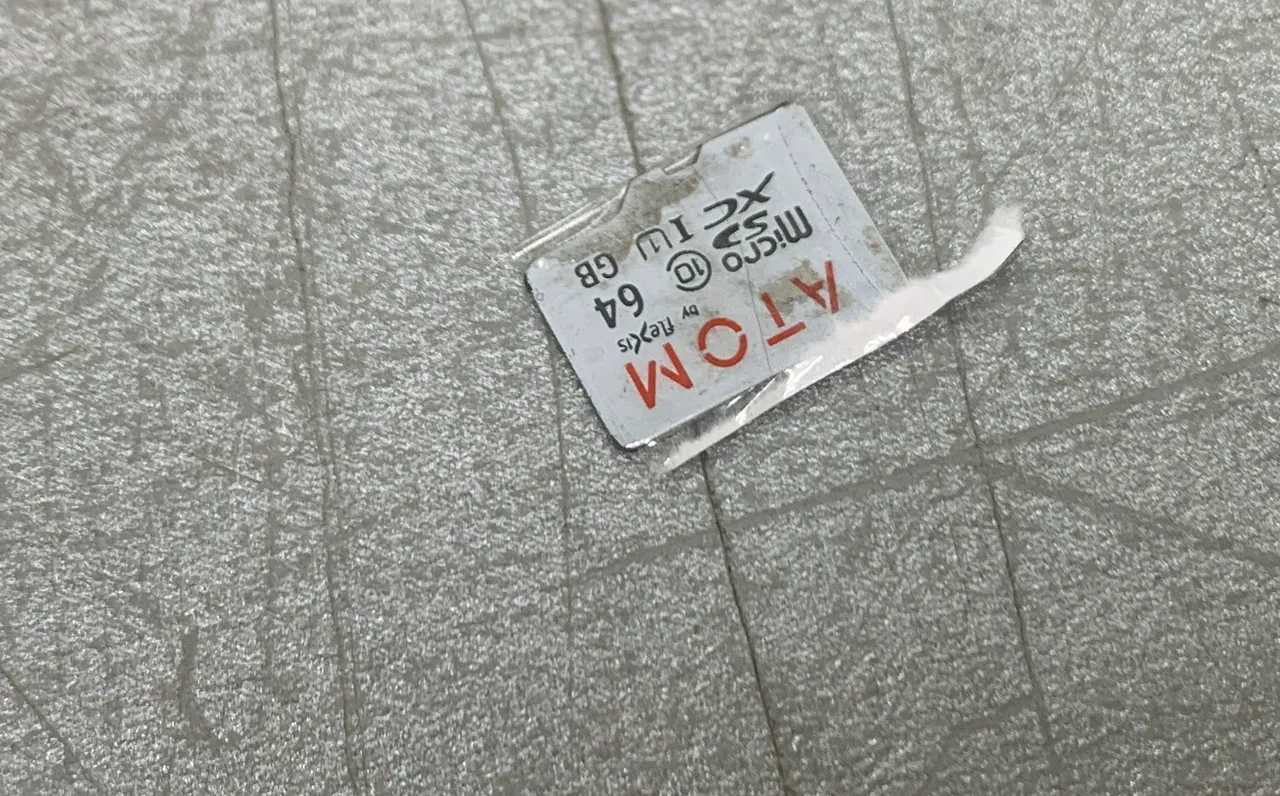 ATOM
by flexis
micro SD XC I U1
10
64 GB